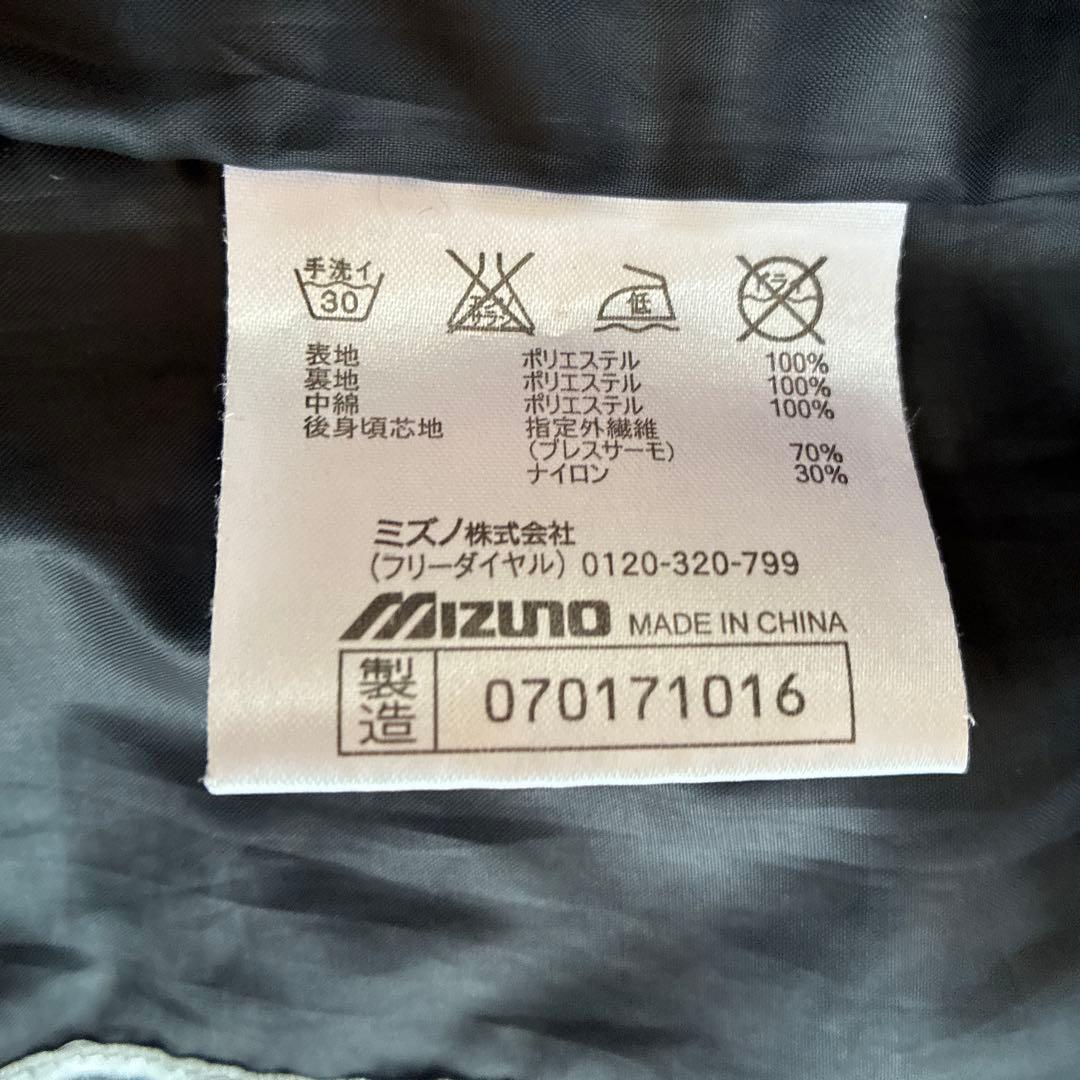 手洗イ
30
エンソ
サラシ
低
ドライ
表地 ポリエステル 100%
裏地 ポリエステル 100%
中綿 ポリエステル 100%
後身頃芯地 指定外繊維
(ブレスサーモ) 70%
ナイロン 30%
ミズノ株式会社
(フリーダイヤル) 0120-320-799
MIZUNO MADE IN CHINA
製造 070171016